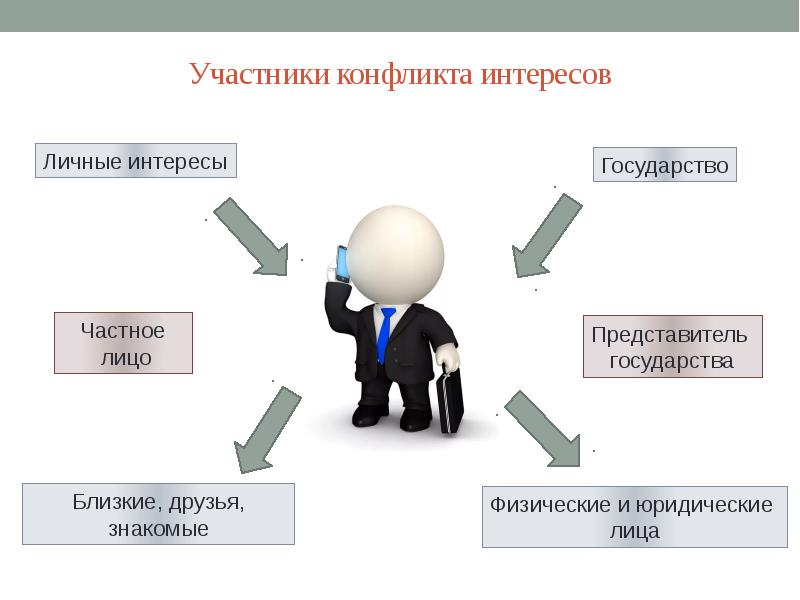 Участники конфликта интересов
Личные интересы
Государство
Частное
лицо
Представитель
государства
Близкие, друзья,
знакомые
Физические и юридические
лица